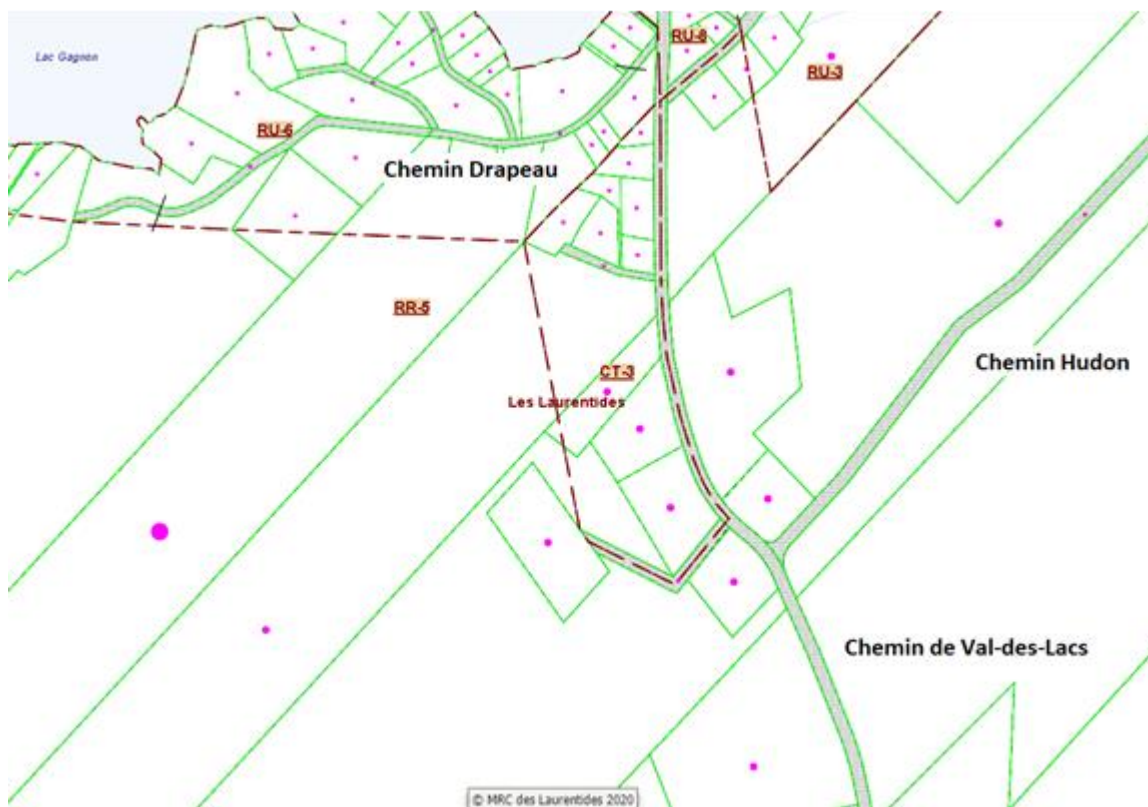 RU-8
Lac Gagnon
RU-3
RU-6
Chemin Drapeau
RR-5
Chemin Hudon
CT-3
Les Laurentides
Chemin de Val-des-Lacs
© MRC des Laurentides 2020